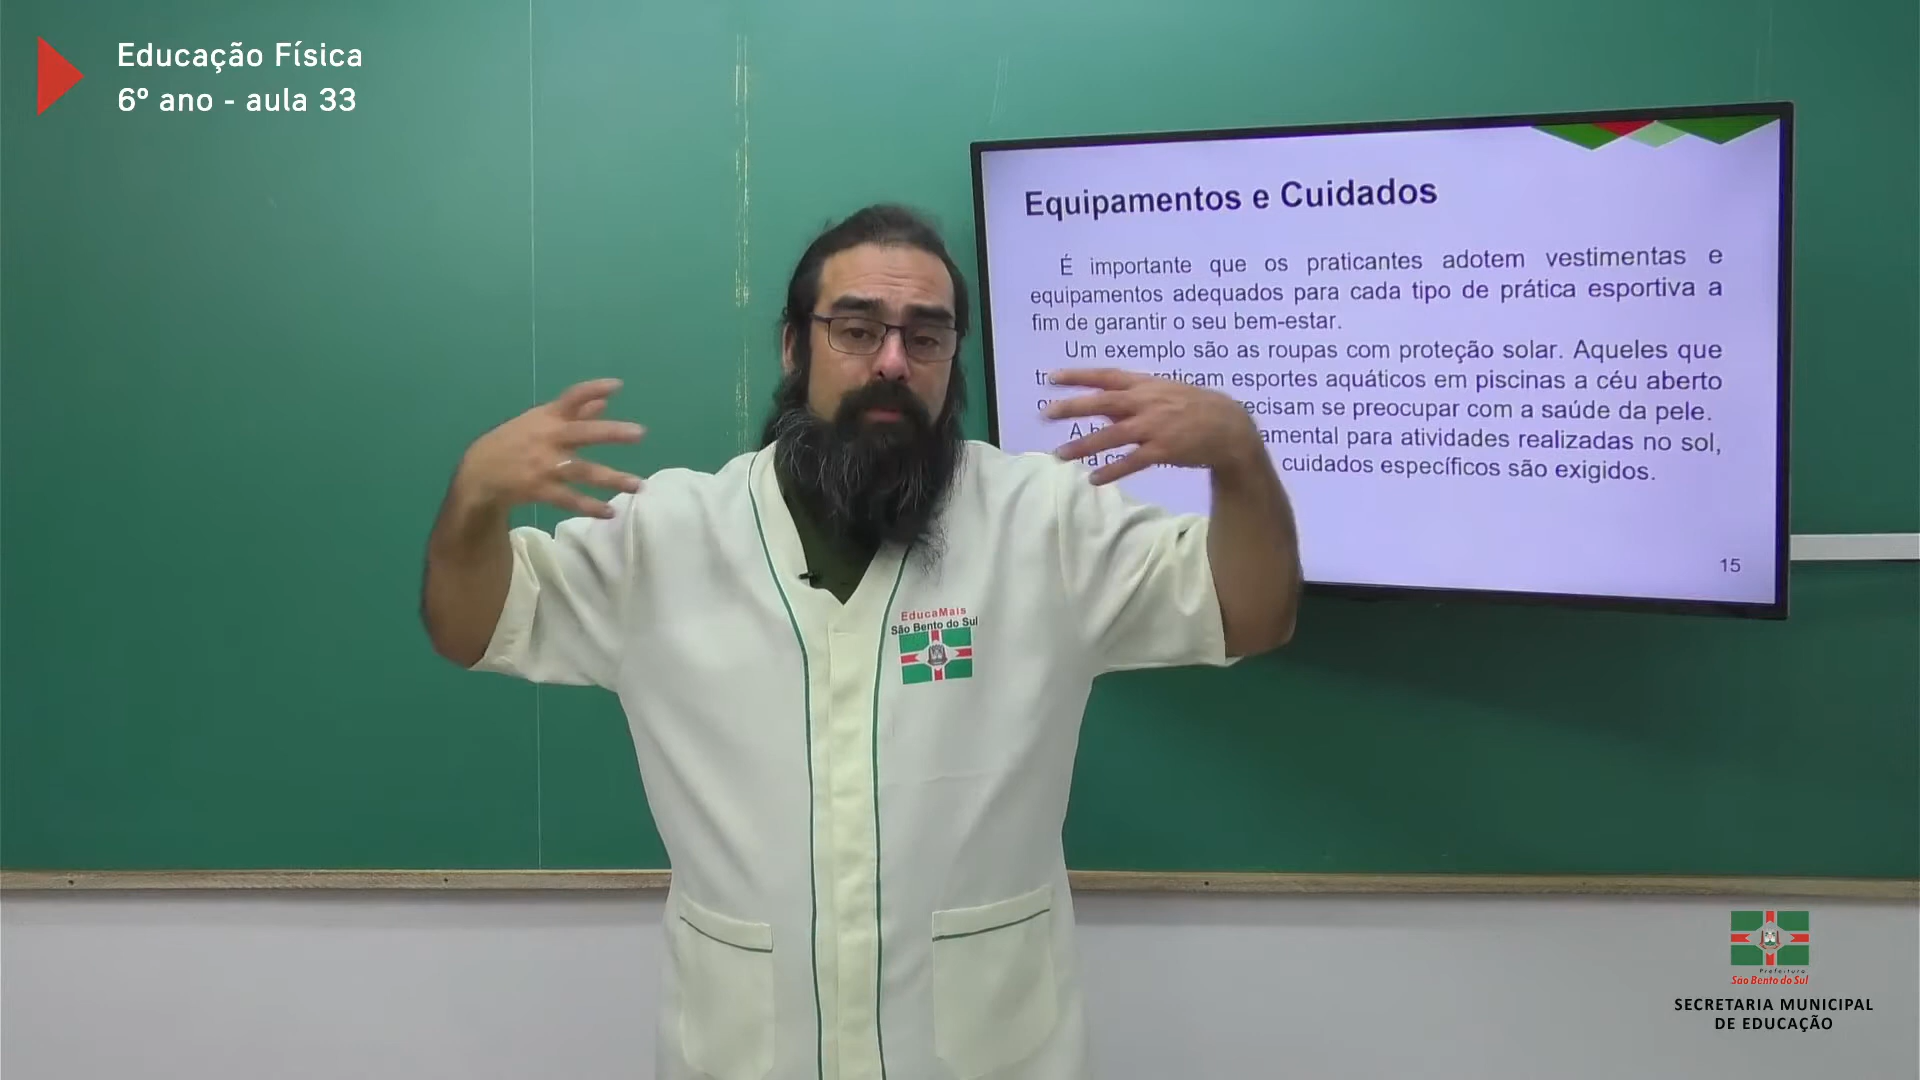 Educação Física
6º ano - aula 33
Equipamentos e Cuidados
É importante que os praticantes adotem vestimentas e
equipamentos adequados para cada tipo de prática esportiva a
fim de garantir o seu bem-estar.
Um exemplo são as roupas com proteção solar. Aqueles que
esportes aquáticos em piscinas a céu aberto
se preocupar com a saúde da pele.
para atividades realizadas no sol,
cuidados específicos são exigidos.
15
EducaMais
São Bento do Sul
Prefeitura
São Bento do Sul
SECRETARIA MUNICIPAL
DE EDUCAÇÃO